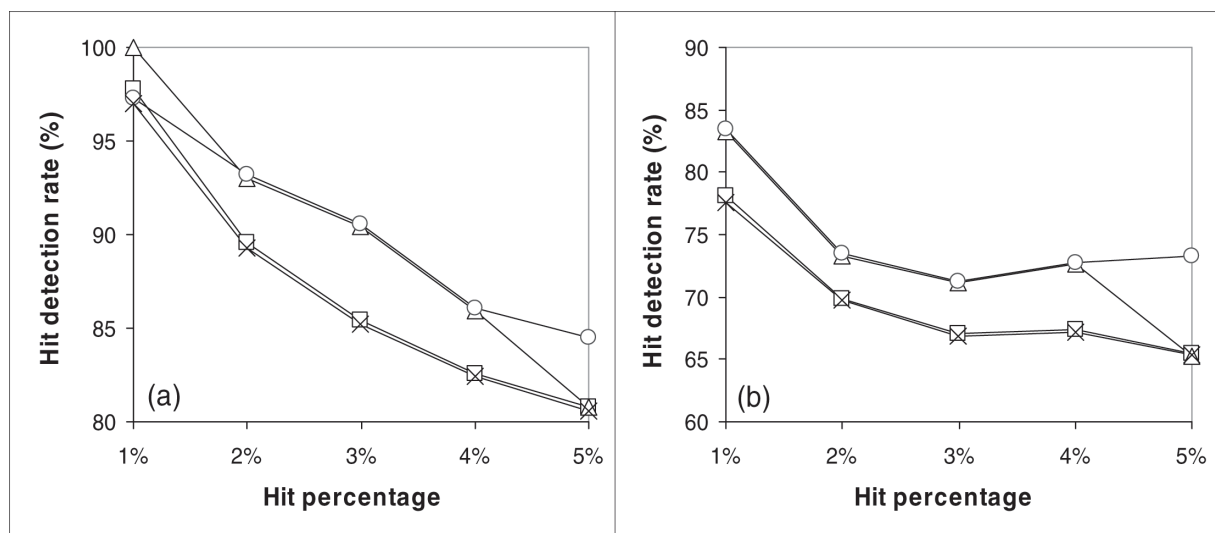 100
95
90
85
80
Hit detection rate (%)
(a)
1% 2% 3% 4% 5%
Hit percentage
90
85
80
75
70
65
60
Hit detection rate (%)
(b)
1% 2% 3% 4% 5%
Hit percentage